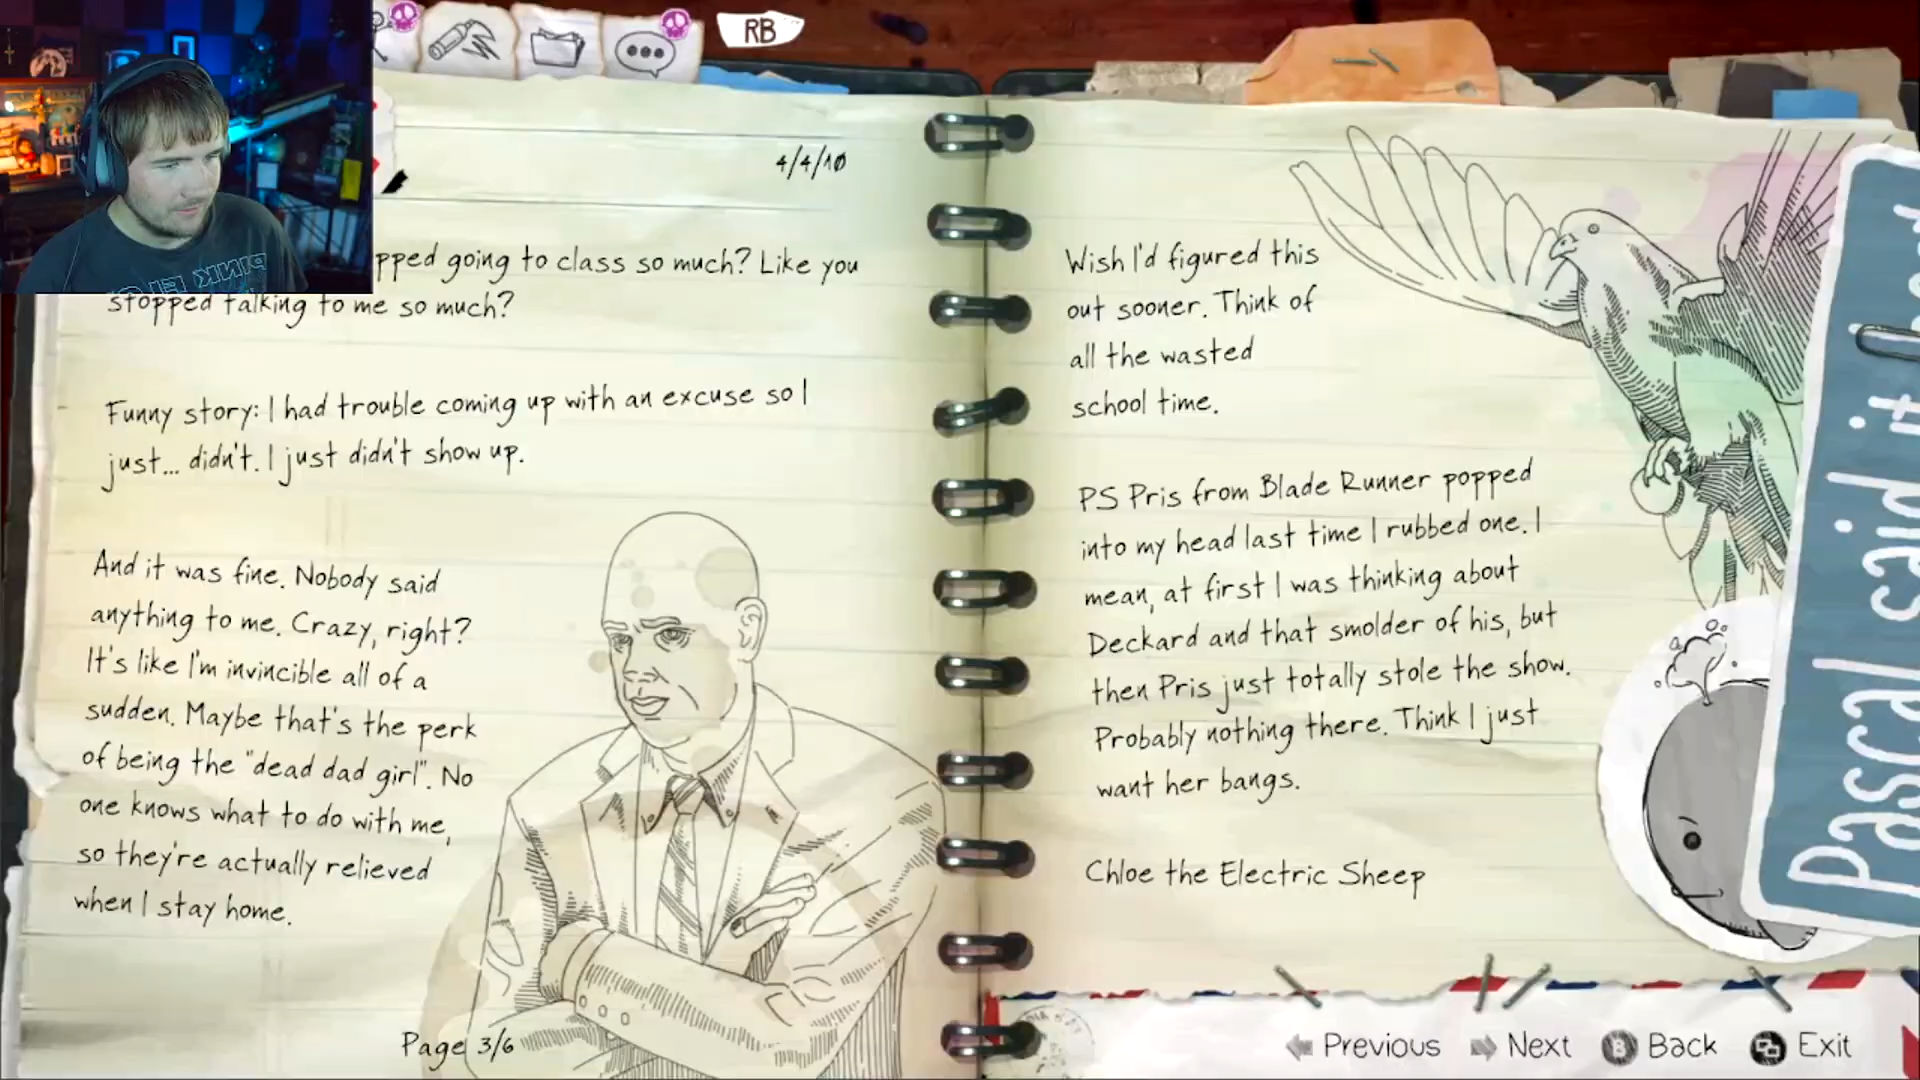 RB
4/4/10
pped going to class so much? Like you
stopped talking to me so much?
Funny story: I had trouble coming up with an excuse so I
just... didn't. I just didn't show up.
And it was fine. Nobody said
anything to me. Crazy, right?
It's like I'm invincible all of a
sudden. Maybe that's the perk
of being the "dead dad girl". No
one knows what to do with me,
so they're actually relieved
when I stay home.
Page 3/6
Wish I'd figured this
out sooner. Think of
all the wasted
school time.
PS Pris from Blade Runner popped
into my head last time I rubbed one. I
mean, at first I was thinking about
Deckard and that smolder of his, but
then Pris just totally stole the show.
Probably nothing there. Think I just
want her bangs.
Chloe the Electric Sheep
Pascal said it best
Previous Next B Back Exit